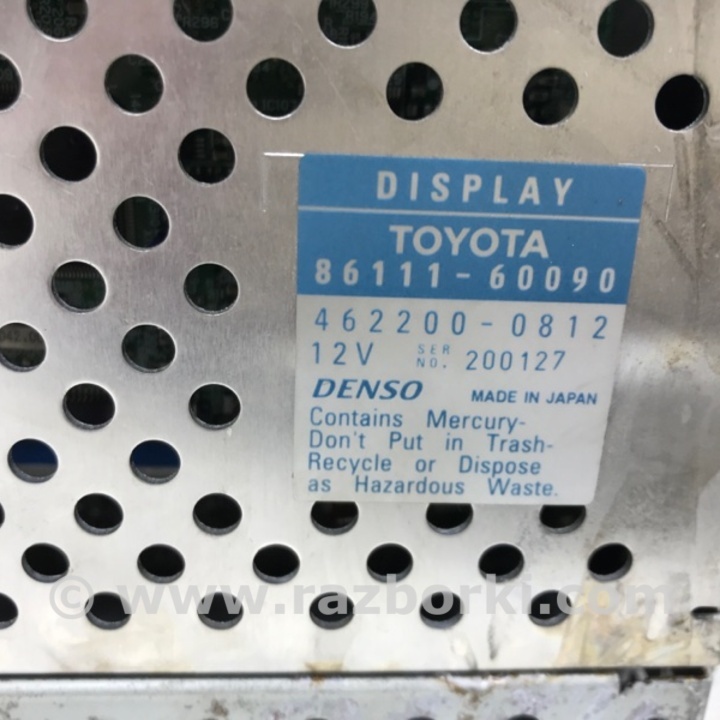 DISPLAY
TOYOTA
86111-60090
462200-0812
12V SER NO. 200127
DENSO MADE IN JAPAN
Contains Mercury-
Don't Put in Trash-
Recycle or Dispose
as Hazardous Waste.
© www.razborki.com